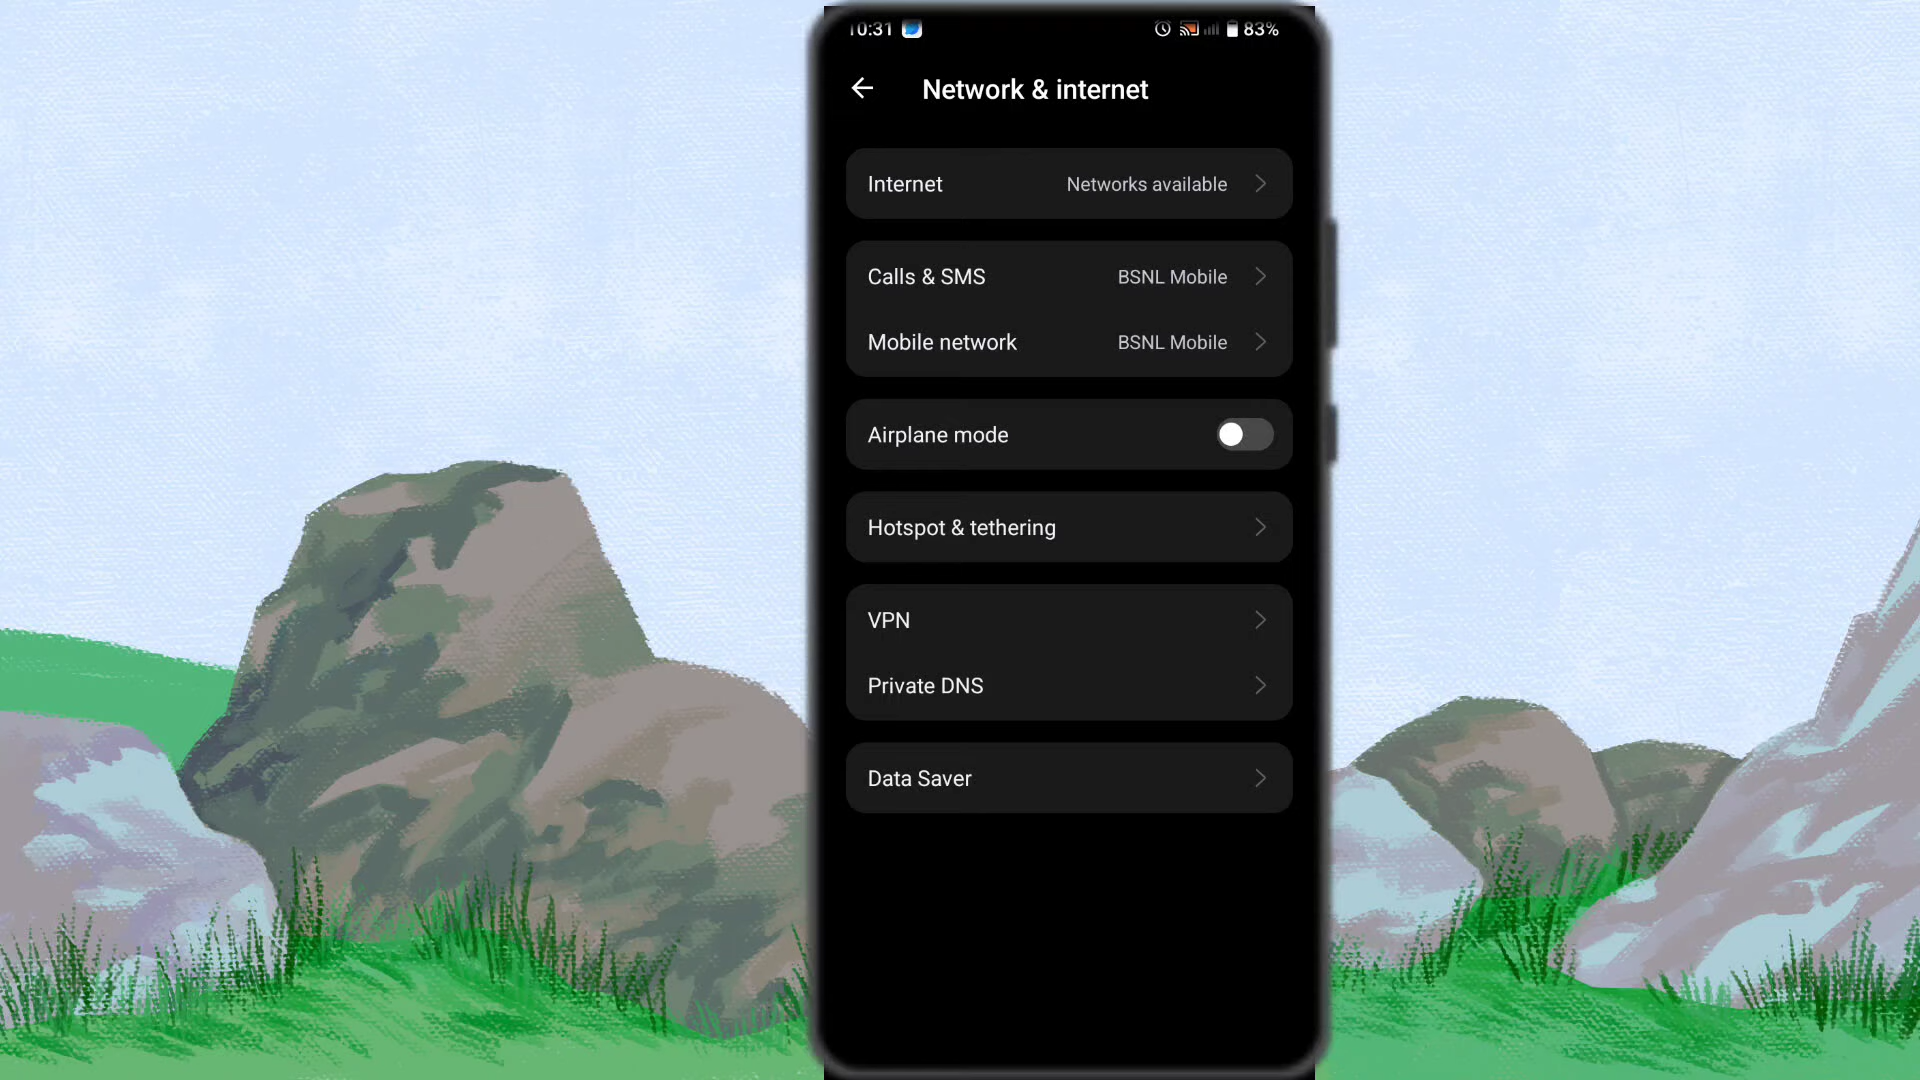 10:31 83%
Network & internet
Internet Networks available
Calls & SMS BSNL Mobile
Mobile network BSNL Mobile
Airplane mode
Hotspot & tethering
VPN
Private DNS
Data Saver